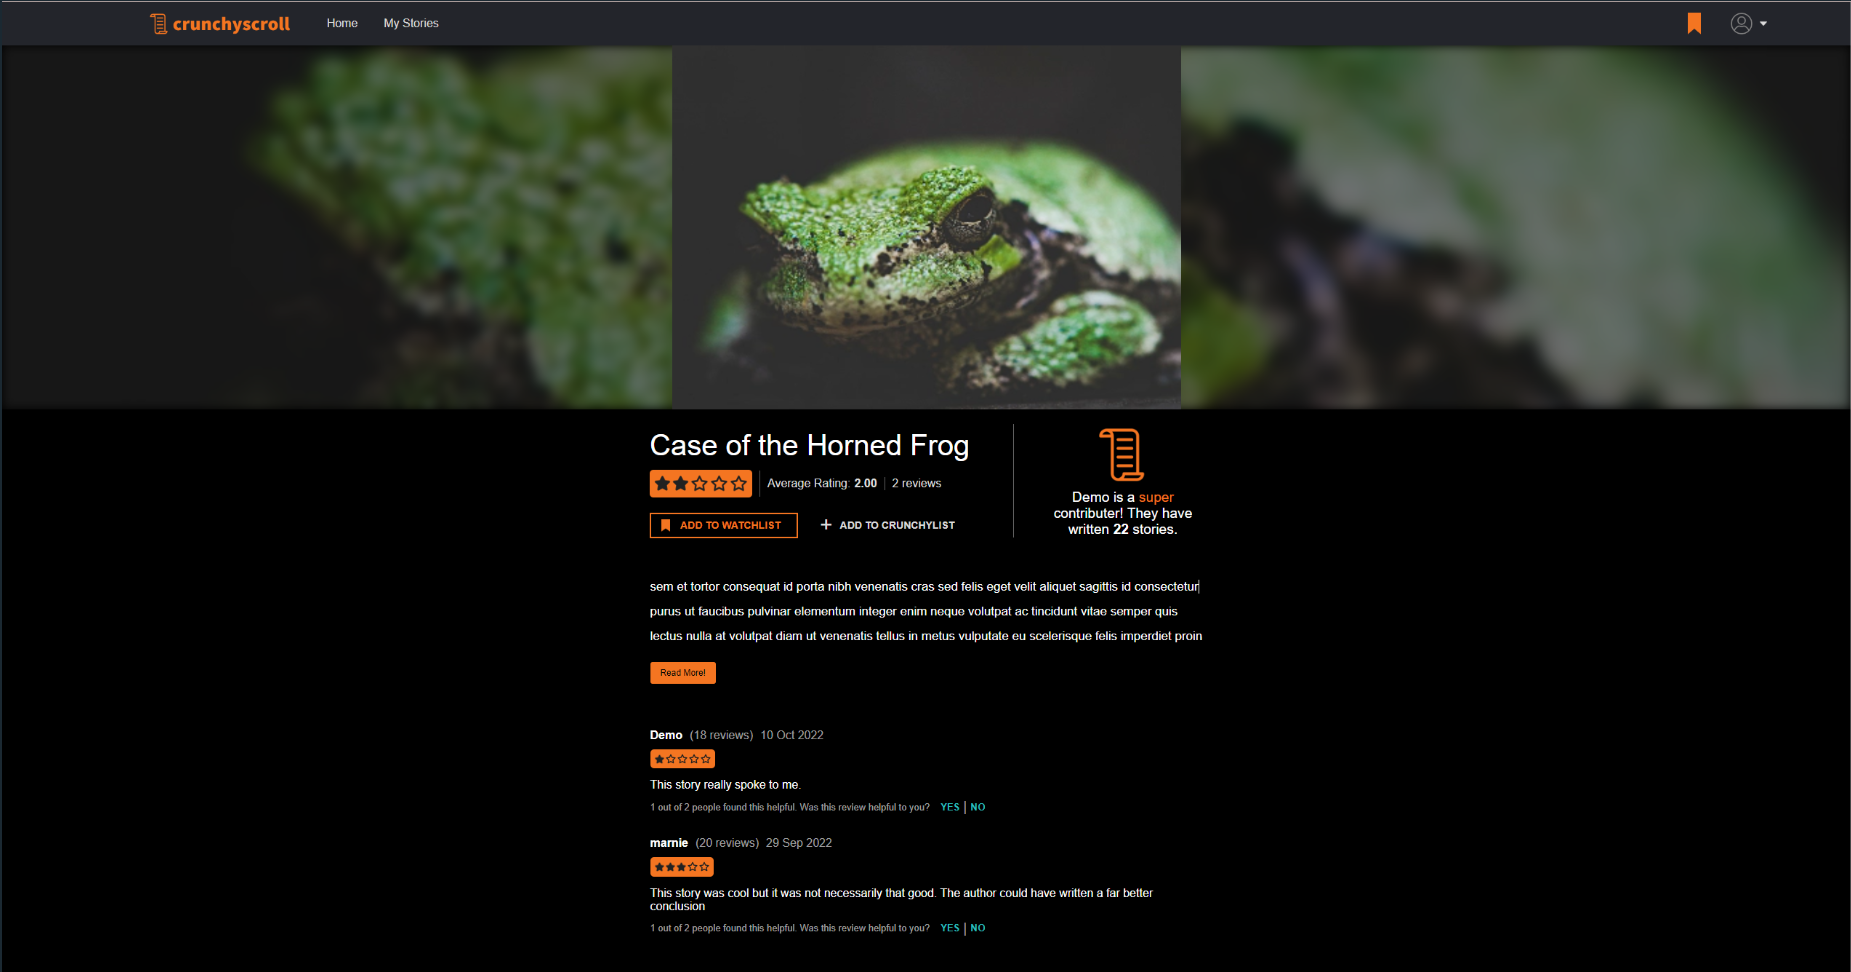 crunchyscroll Home My Stories
Case of the Horned Frog
Average Rating: 2.00 2 reviews
ADD TO WATCHLIST + ADD TO CRUNCHYLIST
Demo is a super
contributer! They have
written 22 stories.
sem et tortor consequat id porta nibh venenatis cras sed felis eget velit aliquet sagittis id consectetur
purus ut faucibus pulvinar elementum integer enim neque volutpat ac tincidunt vitae semper quis
lectus nulla at volutpat diam ut venenatis tellus in metus vulputate eu scelerisque felis imperdiet proin
Read More!
Demo (18 reviews) 10 Oct 2022
This story really spoke to me.
1 out of 2 people found this helpful. Was this review helpful to you? YES | NO
marnie (20 reviews) 29 Sep 2022
This story was cool but it was not necessarily that good. The author could have written a far better
conclusion
1 out of 2 people found this helpful. Was this review helpful to you? YES | NO